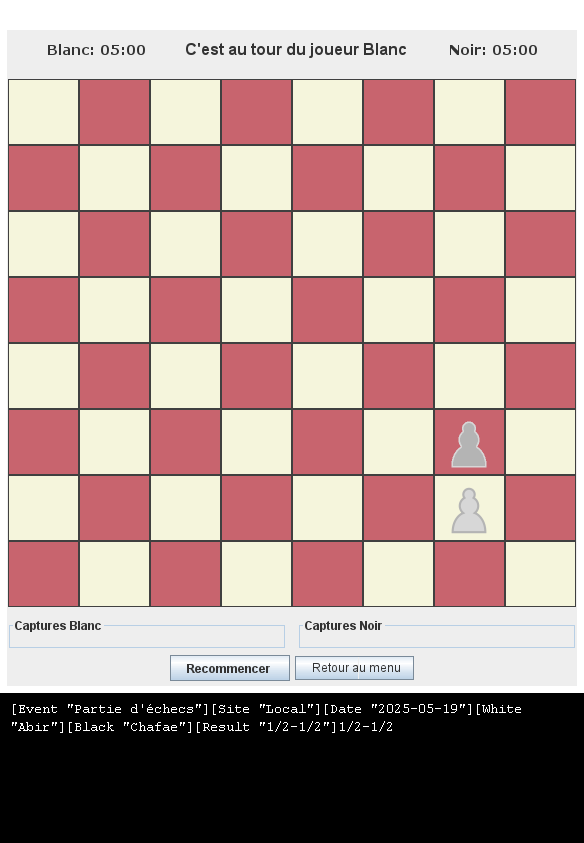 Blanc: 05:00 C'est au tour du joueur Blanc Noir: 05:00
Captures Blanc Captures Noir
Recommencer Retour au menu
[Event "Partie d'échecs"][Site "Local"][Date "2025-05-19"][White
"Abir"][Black "Chafae"][Result "1/2-1/2"]1/2-1/2